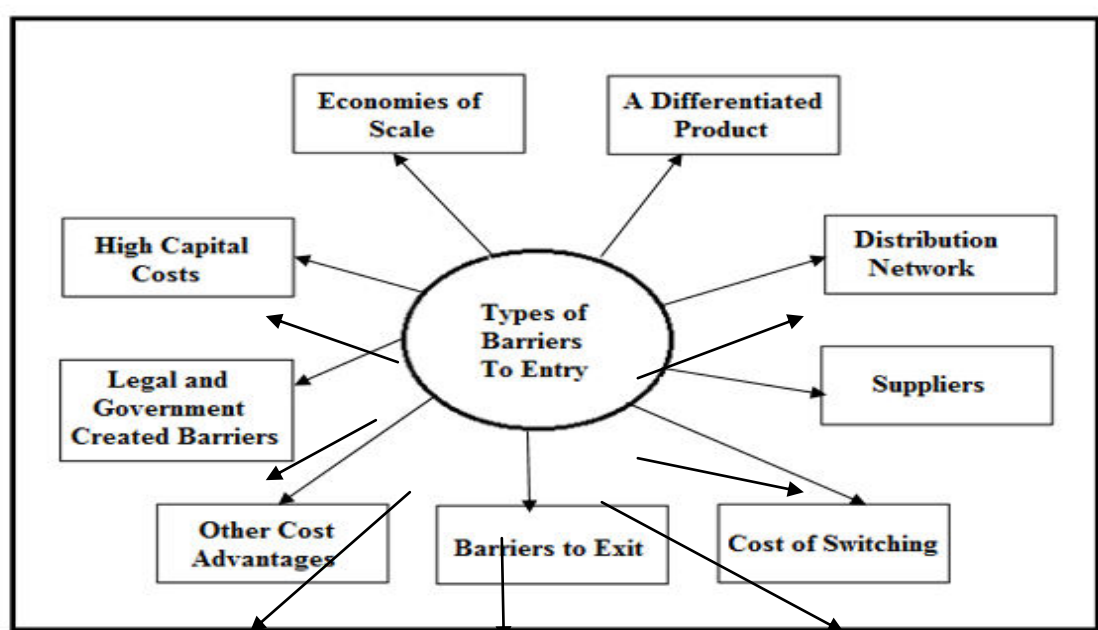 Economies of
Scale
A Differentiated
Product
High Capital
Costs
Distribution
Network
Types of
Barriers
To Entry
Legal and
Government
Created Barriers
Suppliers
Other Cost
Advantages
Barriers to Exit
Cost of Switching